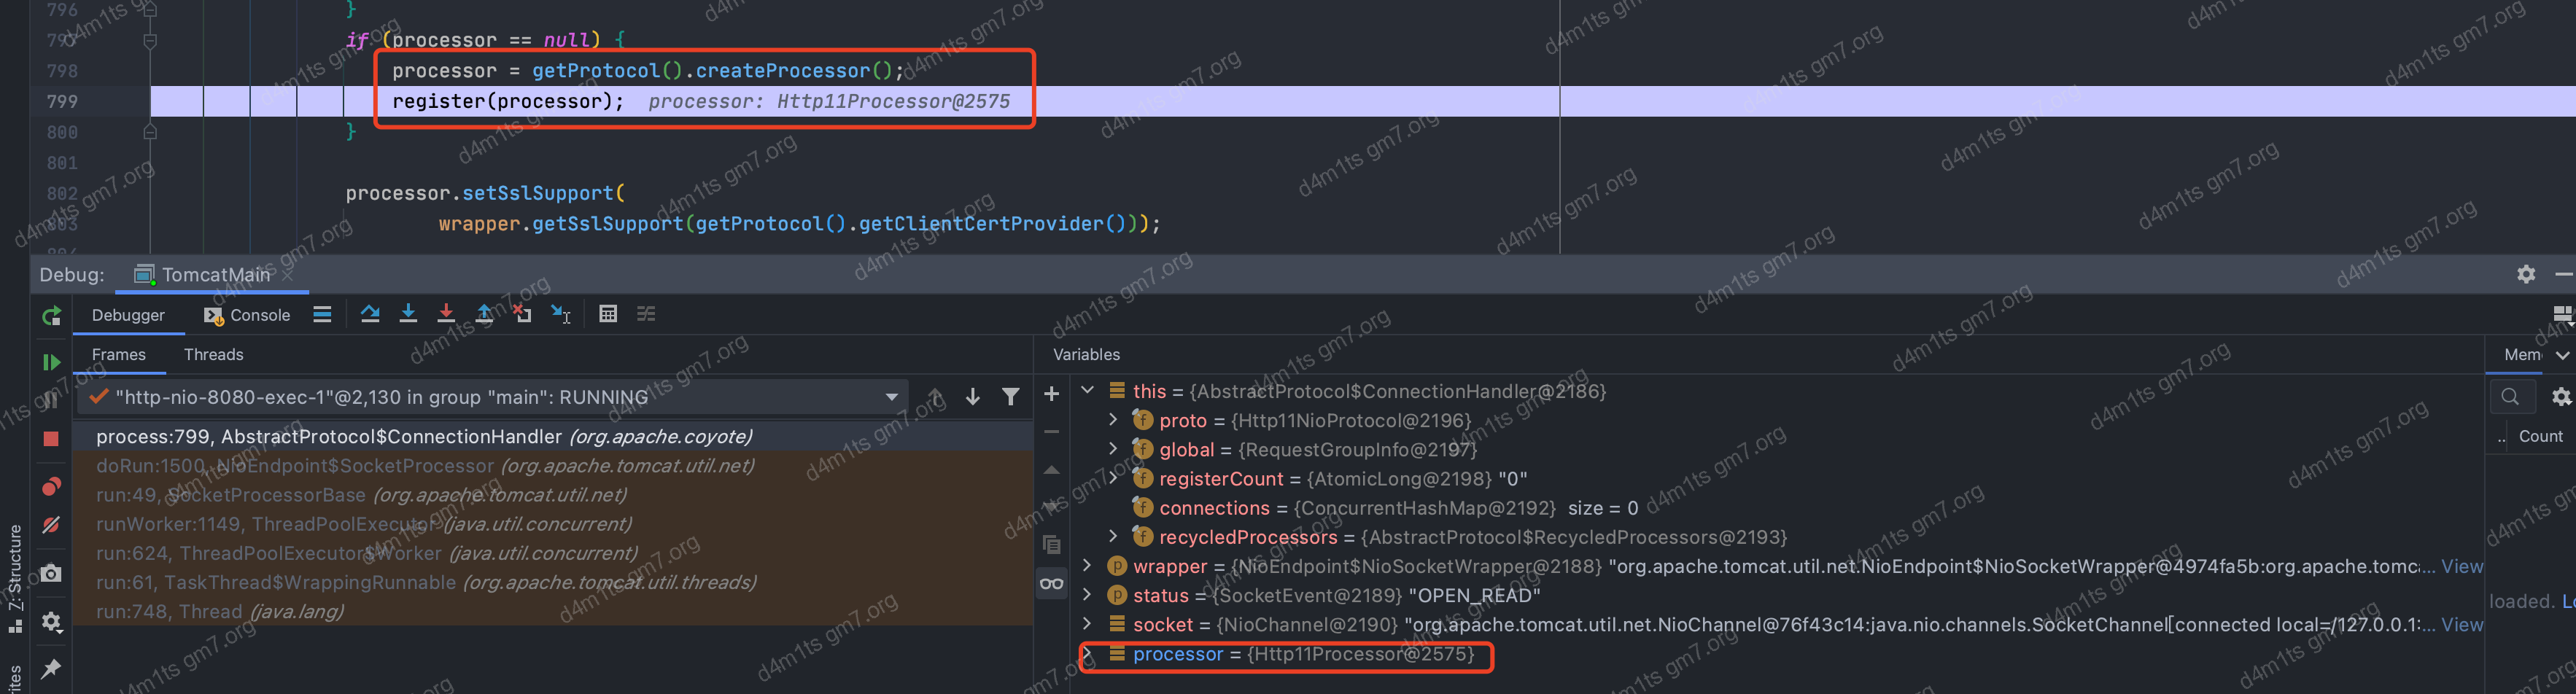 796 }
797 if (processor == null) {
798 processor = getProtocol().createProcessor();
799 register(processor); processor: Http11Processor@2575
800 }
801
802 processor.setSslSupport(
803 wrapper.getSslSupport(getProtocol().getClientCertProvider()));
Debug: TomcatMain
Debugger Console
Frames Threads
Variables
"http-nio-8080-exec-1"@2,130 in group "main": RUNNING
process:799, AbstractProtocol$ConnectionHandler (org.apache.coyote)
doRun:1500, NioEndpoint$SocketProcessor (org.apache.tomcat.util.net)
run:49, SocketProcessorBase (org.apache.tomcat.util.net)
runWorker:1149, ThreadPoolExecutor (java.util.concurrent)
run:624, ThreadPoolExecutor$Worker (java.util.concurrent)
run:61, TaskThread$WrappingRunnable (org.apache.tomcat.util.threads)
run:748, Thread (java.lang)
this = {AbstractProtocol$ConnectionHandler@2186}
proto = {Http11NioProtocol@2196}
global = {RequestGroupInfo@2197}
registerCount = {AtomicLong@2198} "0"
connections = {ConcurrentHashMap@2192} size = 0
recycledProcessors = {AbstractProtocol$RecycledProcessors@2193}
wrapper = {NioEndpoint$NioSocketWrapper@2188} "org.apache.tomcat.util.net.NioEndpoint$NioSocketWrapper@4974fa5b:org.apache.tomc... View
status = {SocketEvent@2189} "OPEN_READ"
socket = {NioChannel@2190} "org.apache.tomcat.util.net.NioChannel@76f43c14:java.nio.channels.SocketChannel[connected local=/127.0.0.1:... View
processor = {Http11Processor@2575}
Mem
.. Count
loaded. Lo
Z: Structure
rites
d4m1ts gm7.org